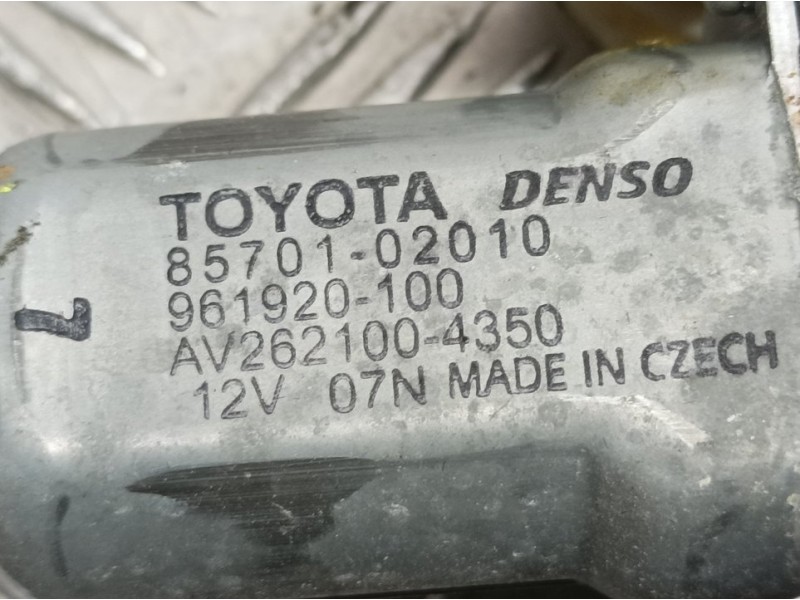 TOYOTA DENSO
85701-02010
961920-100
AV262100-4350
12V 07N MADE IN CZECH
L